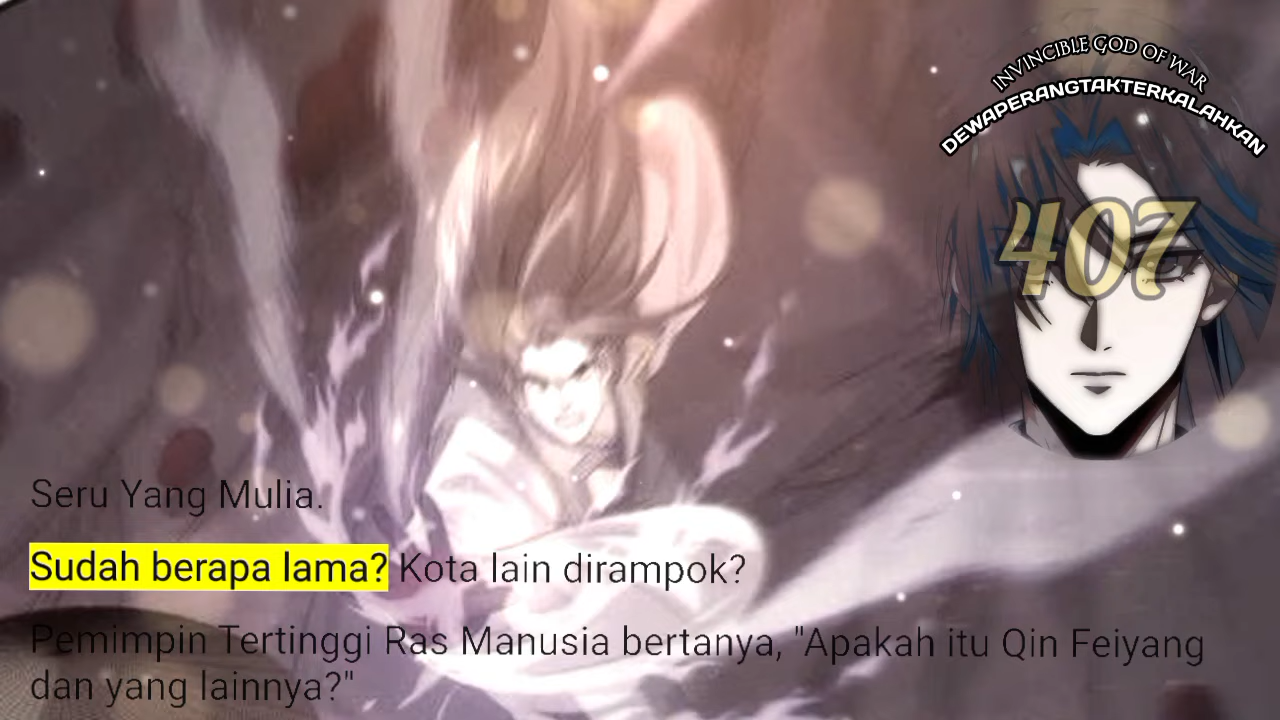 INVINCIBLE GOD OF WAR
DEWAPERANGTAKTERKALAHKAN
407
Seru Yang Mulia.
Sudah berapa lama? Kota lain dirampok?
Pemimpin Tertinggi Ras Manusia bertanya, "Apakah itu Qin Feiyang
dan yang lainnya?"